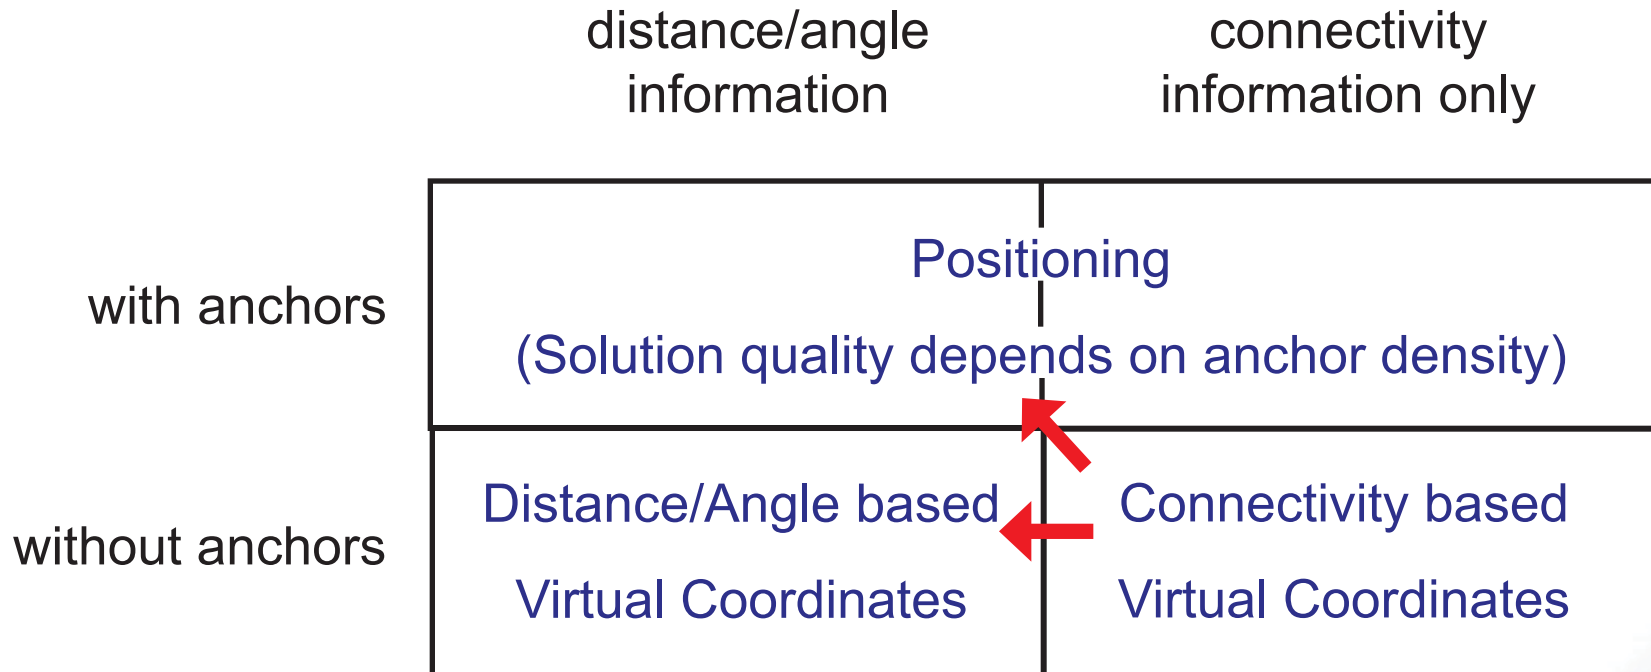 distance/angle
information
connectivity
information only
with anchors
Positioning
(Solution quality depends on anchor density)
without anchors
Distance/Angle based
Virtual Coordinates
Connectivity based
Virtual Coordinates